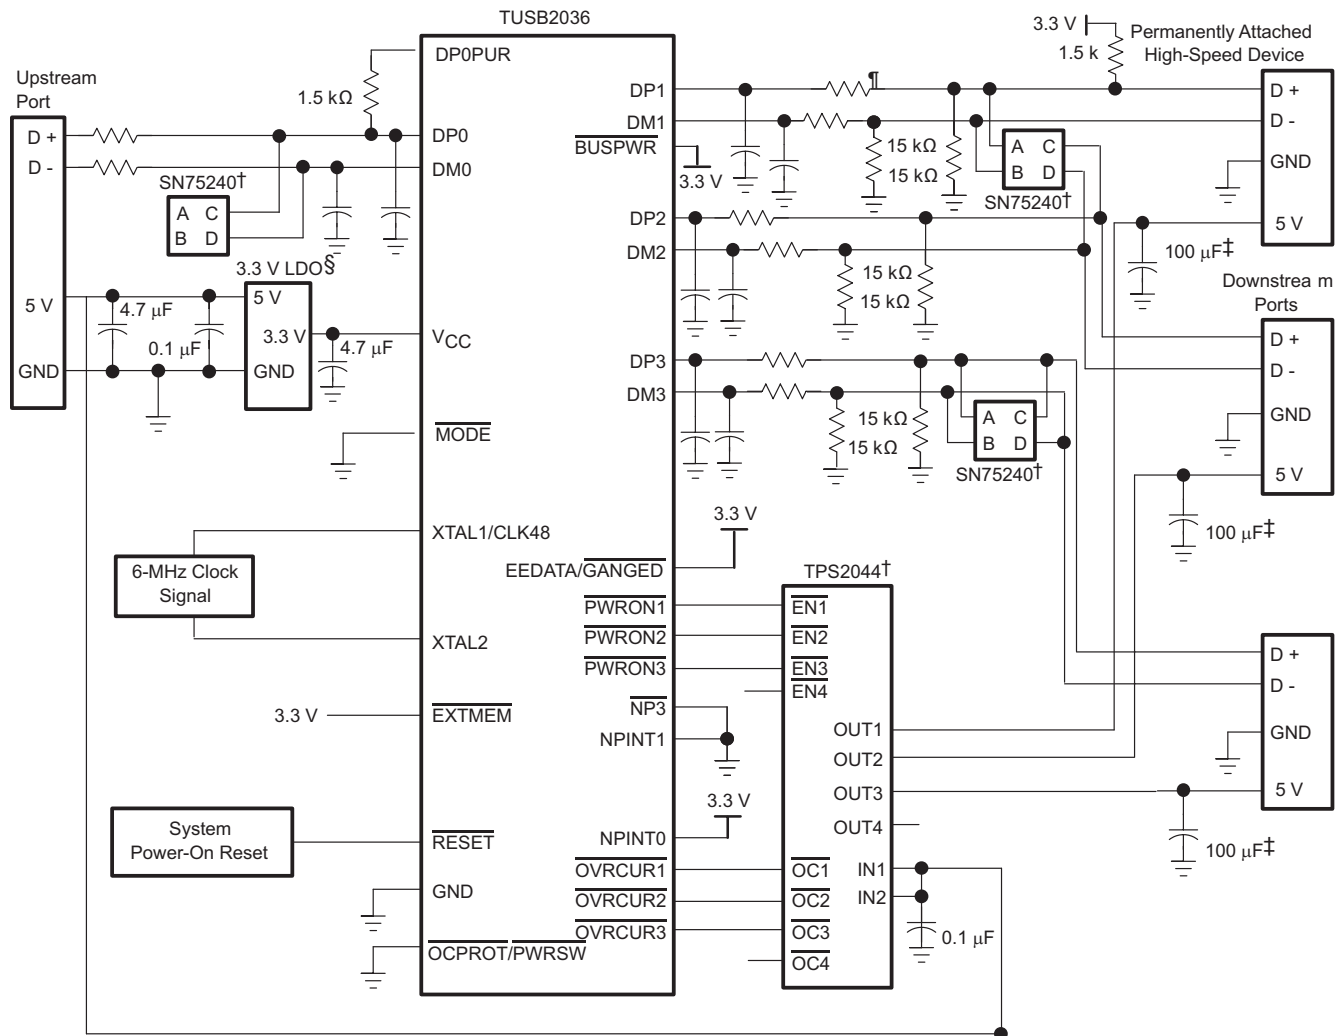 TUSB2036
Upstream
Port
D +
D -
5 V
GND
1.5 kΩ
SN75240†
A C
B D
3.3 V LDO§
5 V
3.3 V
GND
4.7 μF
0.1 μF
4.7 μF
6-MHz Clock
Signal
3.3 V
System
Power-On Reset
DP0PUR
DP0
DM0
VCC
MODE
XTAL1/CLK48
XTAL2
EXTMEM
RESET
GND
OCPROT/PWRSW
DP1
DM1
BUSPWR
DP2
DM2
DP3
DM3
EEDATA/GANGED
PWRON1
PWRON2
PWRON3
NP3
NPINT1
NPINT0
OVRCUR1
OVRCUR2
OVRCUR3
3.3 V
¶
15 kΩ
15 kΩ
A C
B D
SN75240†
15 kΩ
15 kΩ
15 kΩ
15 kΩ
A C
B D
SN75240†
3.3 V
3.3 V
TPS2044†
EN1
EN2
EN3
EN4
OUT1
OUT2
OUT3
OUT4
OC1
IN1
OC2
IN2
OC3
OC4
0.1 μF
3.3 V
1.5 k
Permanently Attached
High-Speed Device
D +
D -
GND
5 V
100 μF‡
Downstrea m
Ports
D +
D -
GND
5 V
100 μF‡
D +
D -
GND
5 V
100 μF‡